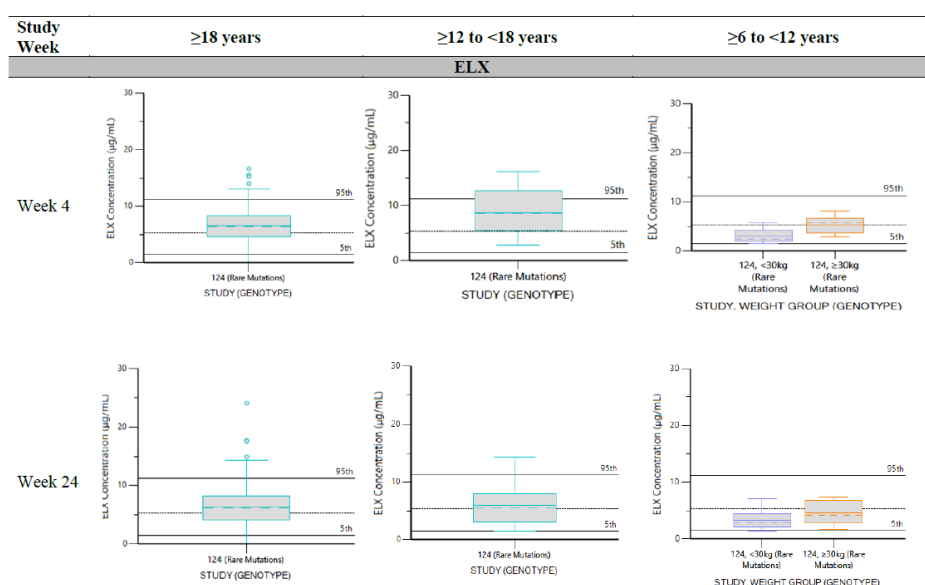 Study Week
≥18 years
≥12 to <18 years
≥6 to <12 years
ELX
Week 4
ELX Concentration (µg/mL)
30
20
10
0
95th
5th
124 (Rare Mutations)
STUDY (GENOTYPE)
ELX Concentration (µg/mL)
30
20
10
0
95th
5th
124 (Rare Mutations)
STUDY (GENOTYPE)
ELX Concentration (µg/mL)
30
20
10
0
95th
5th
124, <30kg
(Rare
Mutations)
124, ≥30kg
(Rare
Mutations)
STUDY, WEIGHT GROUP (GENOTYPE)
Week 24
ELX Concentration (µg/mL)
30
20
10
0
95th
5th
124 (Rare Mutations)
STUDY (GENOTYPE)
ELX Concentration (µg/mL)
30
20
10
0
95th
5th
124 (Rare Mutations)
STUDY (GENOTYPE)
ELX Concentration (µg/mL)
30
20
10
0
95th
5th
124, <30kg (Rare
Mutations)
124, ≥30kg (Rare
Mutations)
STUDY, WEIGHT GROUP (GENOTYPE)